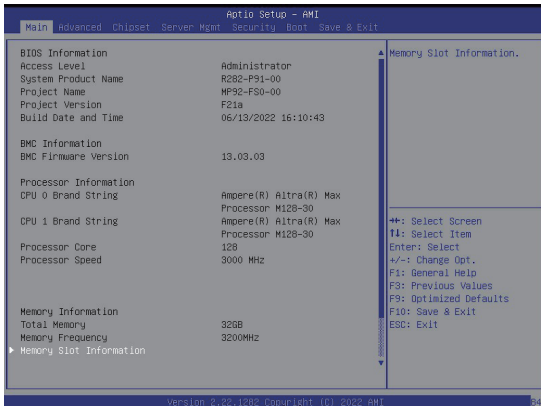 Aptio Setup – AMI
Main Advanced Chipset Server Mgmt Security Boot Save & Exit
BIOS Information
Access Level Administrator
System Product Name R282-P91-00
Project Name MP92-FS0-00
Project Version F21a
Build Date and Time 06/13/2022 16:10:43
BMC Information
BMC Firmware Version 13.03.03
Processor Information
CPU 0 Brand String Ampere(R) Altra(R) Max
Processor M128-30
CPU 1 Brand String Ampere(R) Altra(R) Max
Processor M128-30
Processor Core 128
Processor Speed 3000 MHz
Memory Information
Total Memory 32GB
Memory Frequency 3200MHz
Memory Slot Information
Memory Slot Information.
→←: Select Screen
↑↓: Select Item
Enter: Select
+/-: Change Opt.
F1: General Help
F3: Previous Values
F9: Optimized Defaults
F10: Save & Exit
ESC: Exit
Version 2.22.1282 Copyright (C) 2022 AMI